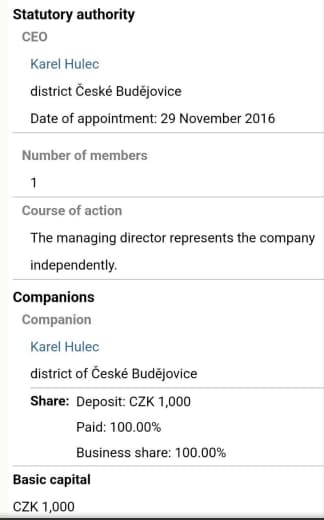 Statutory authority
CEO
Karel Hulec
district České Budějovice
Date of appointment: 29 November 2016
Number of members
1
Course of action
The managing director represents the company
independently.
Companions
Companion
Karel Hulec
district of České Budějovice
Share: Deposit: CZK 1,000
Paid: 100.00%
Business share: 100.00%
Basic capital
CZK 1,000